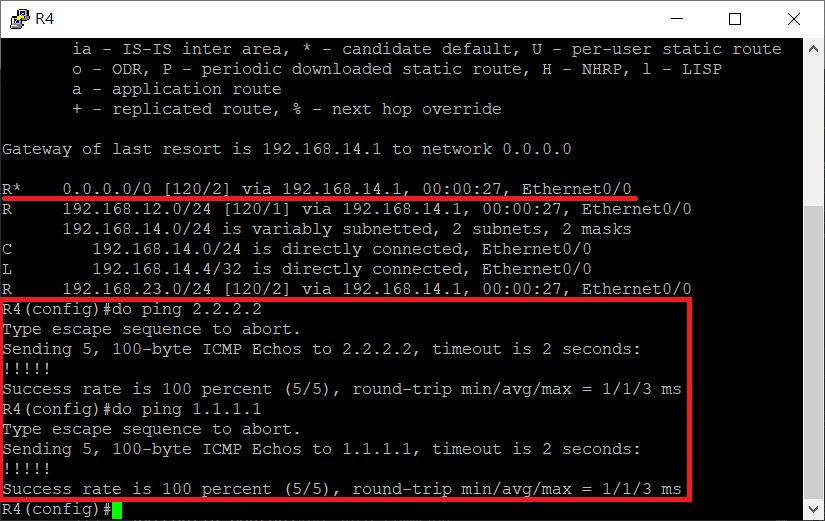 R4
ia - IS-IS inter area, * - candidate default, U - per-user static route
o - ODR, P - periodic downloaded static route, H - NHRP, l - LISP
a - application route
+ - replicated route, % - next hop override
Gateway of last resort is 192.168.14.1 to network 0.0.0.0
R*    0.0.0.0/0 [120/2] via 192.168.14.1, 00:00:27, Ethernet0/0
R     192.168.12.0/24 [120/1] via 192.168.14.1, 00:00:27, Ethernet0/0
      192.168.14.0/24 is variably subnetted, 2 subnets, 2 masks
C        192.168.14.0/24 is directly connected, Ethernet0/0
L        192.168.14.4/32 is directly connected, Ethernet0/0
R     192.168.23.0/24 [120/2] via 192.168.14.1, 00:00:27, Ethernet0/0
R4(config)#do ping 2.2.2.2
Type escape sequence to abort.
Sending 5, 100-byte ICMP Echos to 2.2.2.2, timeout is 2 seconds:
!!!!!
Success rate is 100 percent (5/5), round-trip min/avg/max = 1/1/3 ms
R4(config)#do ping 1.1.1.1
Type escape sequence to abort.
Sending 5, 100-byte ICMP Echos to 1.1.1.1, timeout is 2 seconds:
!!!!!
Success rate is 100 percent (5/5), round-trip min/avg/max = 1/1/3 ms
R4(config)#